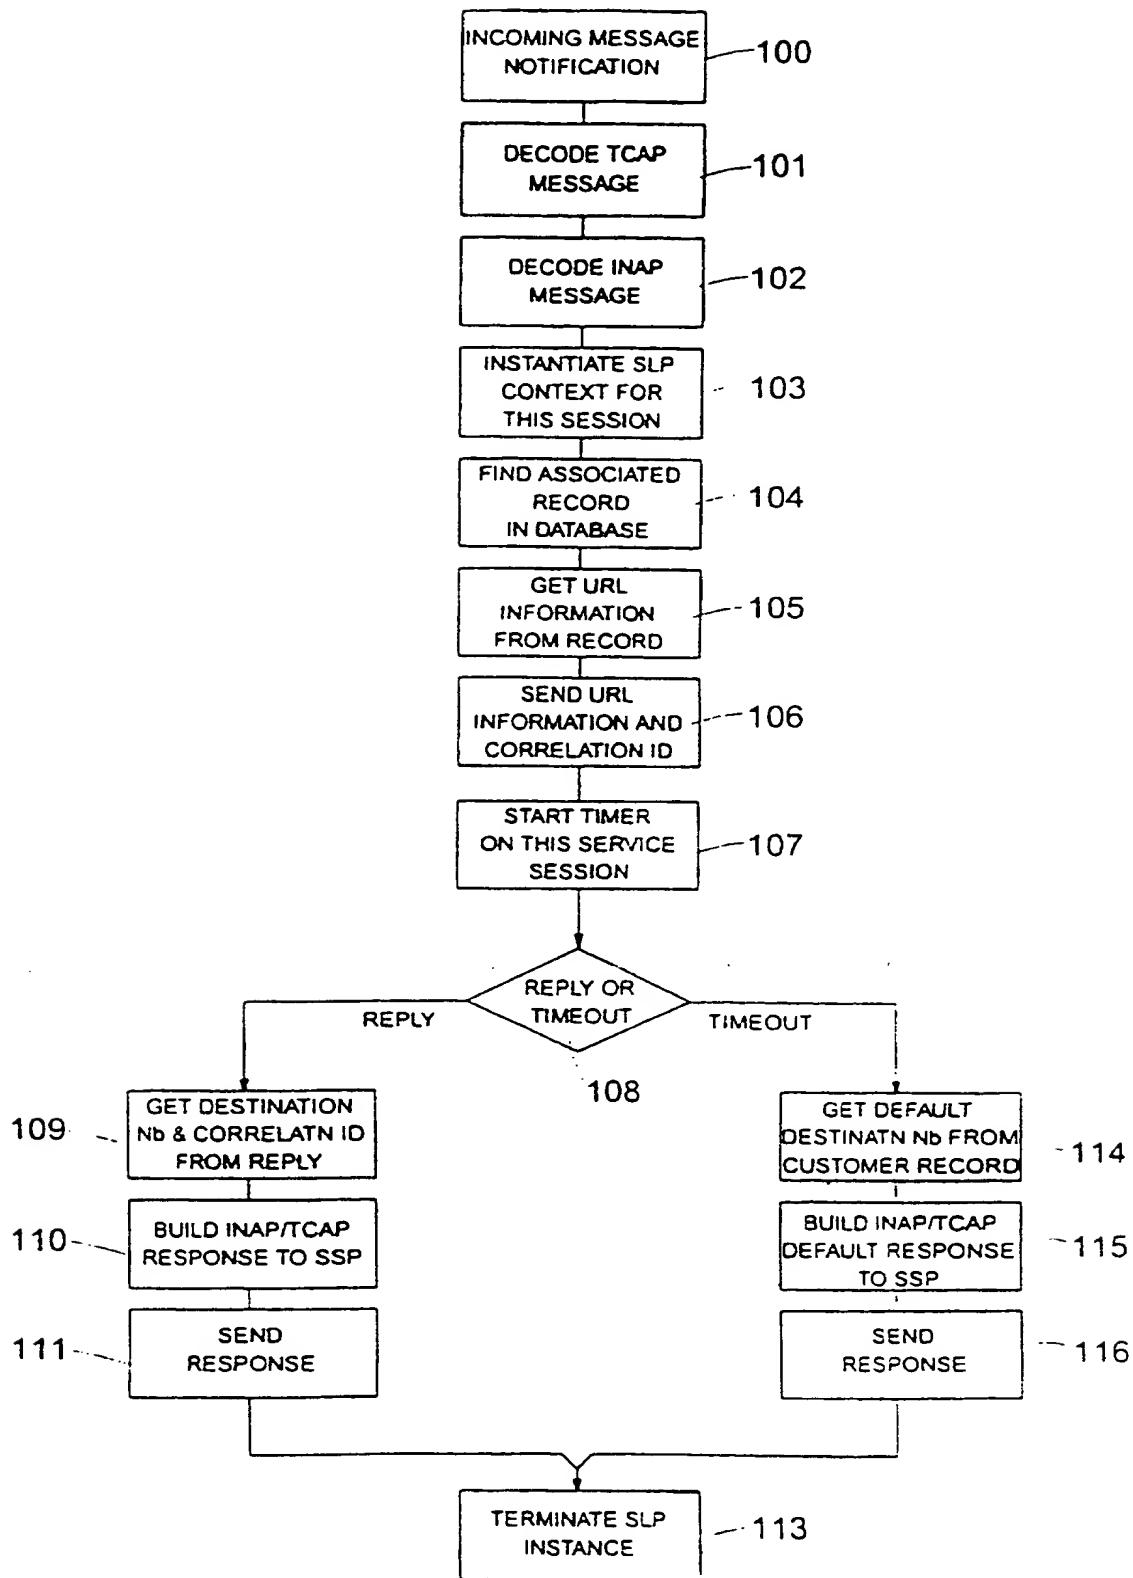 INCOMING MESSAGE
NOTIFICATION
100
DECODE TCAP
MESSAGE
101
DECODE INAP
MESSAGE
102
INSTANTIATE SLP
CONTEXT FOR
THIS SESSION
103
FIND ASSOCIATED
RECORD
IN DATABASE
104
GET URL
INFORMATION
FROM RECORD
105
SEND URL
INFORMATION AND
CORRELATION ID
106
START TIMER
ON THIS SERVICE
SESSION
107
REPLY OR
TIMEOUT
REPLY
TIMEOUT
108
GET DESTINATION
Nb & CORRELATN ID
FROM REPLY
109
BUILD INAP/TCAP
RESPONSE TO SSP
110
SEND
RESPONSE
111
GET DEFAULT
DESTINATN Nb FROM
CUSTOMER RECORD
114
BUILD INAP/TCAP
DEFAULT RESPONSE
TO SSP
115
SEND
RESPONSE
116
TERMINATE SLP
INSTANCE
113